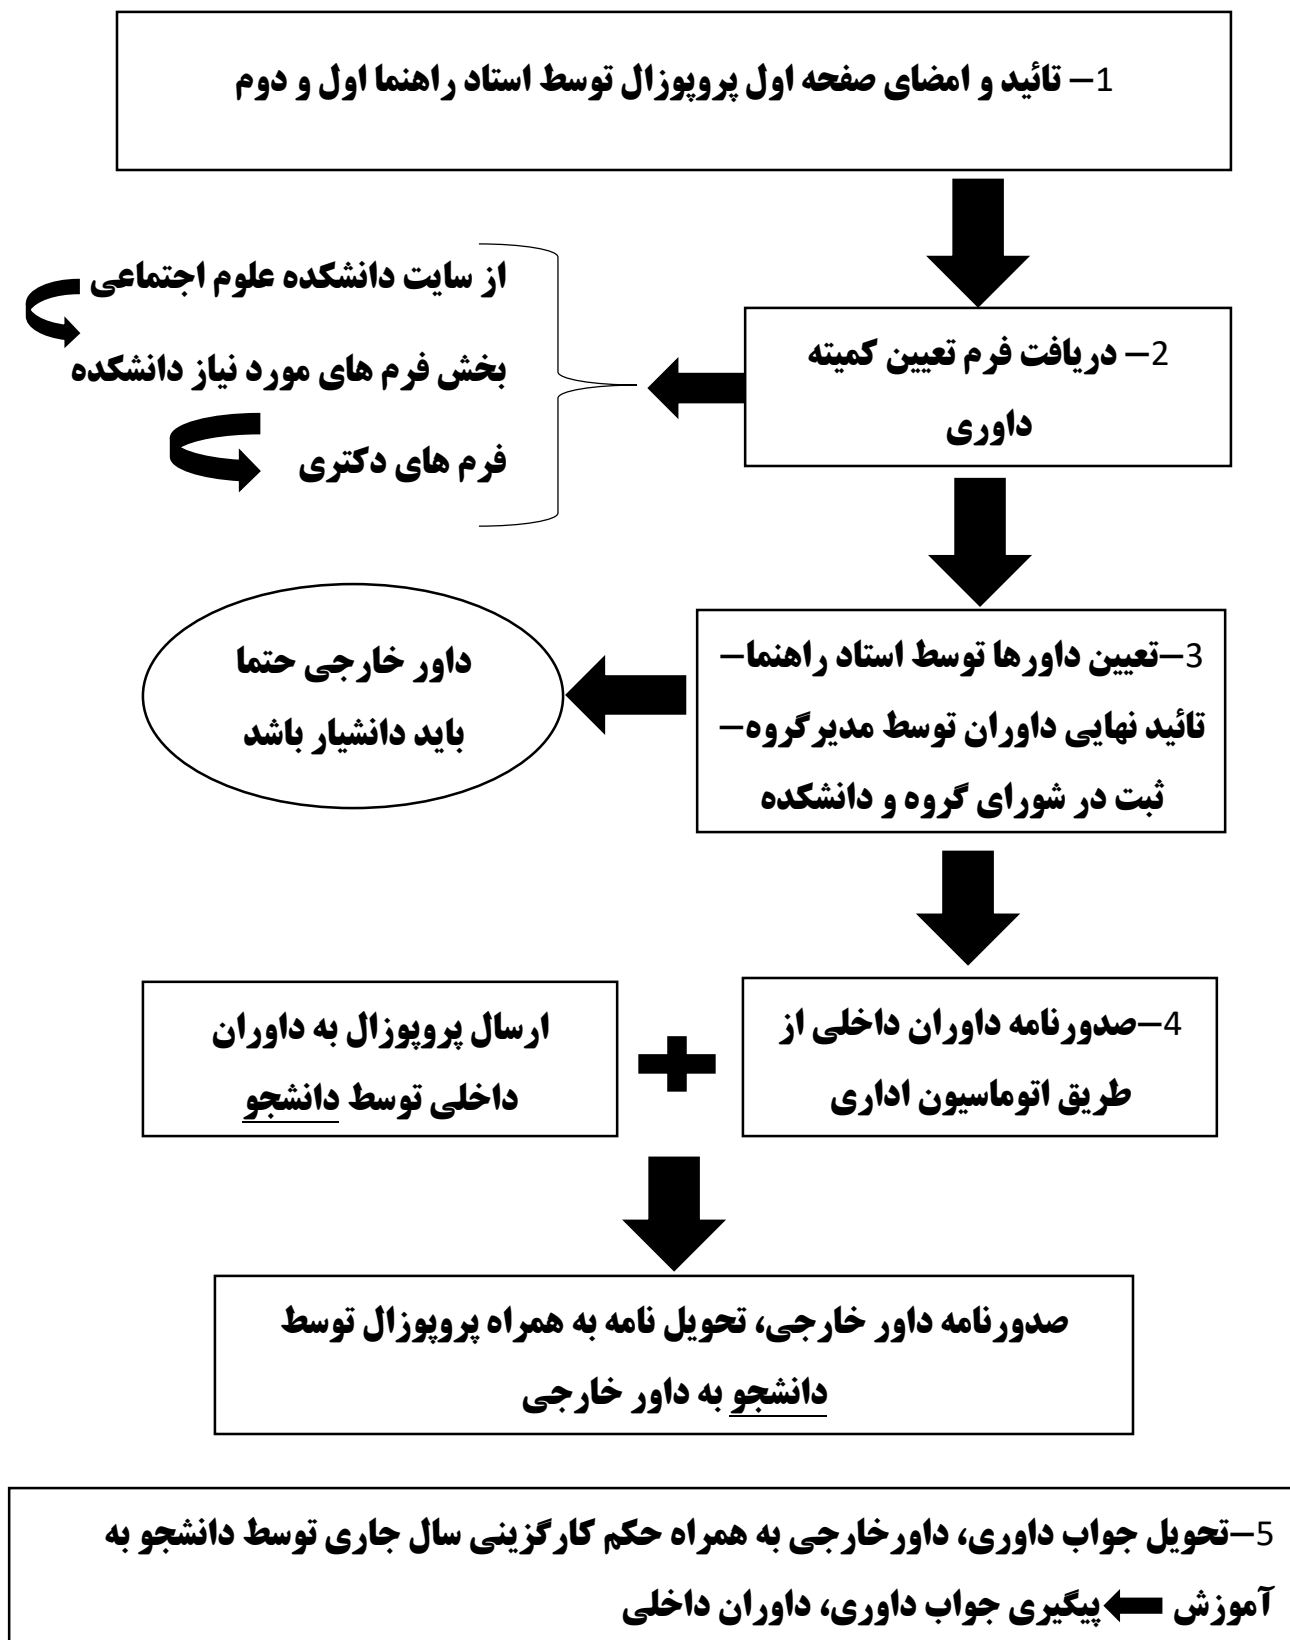 1– تائید و امضای صفحه اول پروپوزال توسط استاد راهنما اول و دوم
2– دریافت فرم تعیین کمیته
داوری
از سایت دانشکده علوم اجتماعی
بخش فرم های مورد نیاز دانشکده
فرم های دکتری
3–تعیین داورها توسط استاد راهنما–
تائید نهایی داوران توسط مدیرگروه–
ثبت در شورای گروه و دانشکده
داور خارجی حتما
باید دانشیار باشد
4–صدورنامه داوران داخلی از
طریق اتوماسیون اداری
ارسال پروپوزال به داوران
داخلی توسط دانشجو
صدورنامه داور خارجی، تحویل نامه به همراه پروپوزال توسط
دانشجو به داور خارجی
5–تحویل جواب داوری، داورخارجی به همراه حکم کارگزینی سال جاری توسط دانشجو به
آموزش پیگیری جواب داوری، داوران داخلی